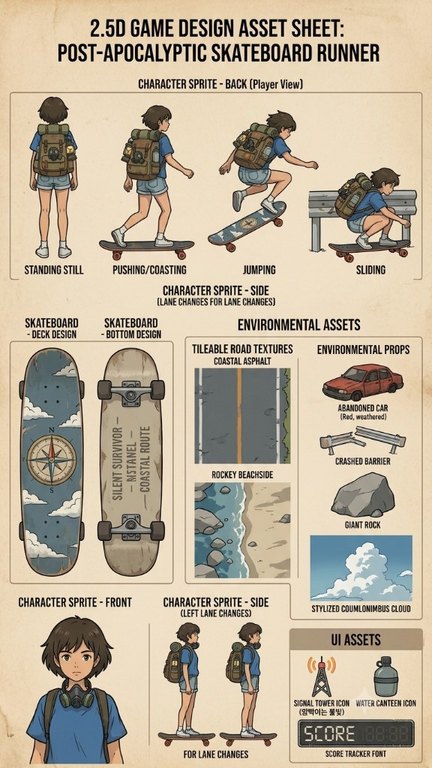 2.5D GAME DESIGN ASSET SHEET:
POST-APOCALYPTIC SKATEBOARD RUNNER
CHARACTER SPRITE - BACK (Player View)
STANDING STILL
PUSHING/COASTING
JUMPING
SLIDING
CHARACTER SPRITE - SIDE
(LANE CHANGES FOR LANE CHANGES)
SKATEBOARD
- DECK DESIGN
SKATEBOARD
- BOTTOM DESIGN
N
S
SILENT SURVIVOR –
– M3TANEL –
– COASTAL ROUTE
ENVIRONMENTAL ASSETS
TILEABLE ROAD TEXTURES
COASTAL ASPHALT
ROCKEY BEACHSIDE
ENVIRONMENTAL PROPS
ABANDONED CAR
(Red, weathered)
CRASHED BARRIER
GIANT ROCK
STYLIZED COUMLONIMBUS CLOUD
CHARACTER SPRITE - FRONT
CHARACTER SPRITE - SIDE
(LEFT LANE CHANGES)
FOR LANE CHANGES
UI ASSETS
SIGNAL TOWER ICON
WATER CANTEEN ICON
SCORE
SCORE TRACKER FONT